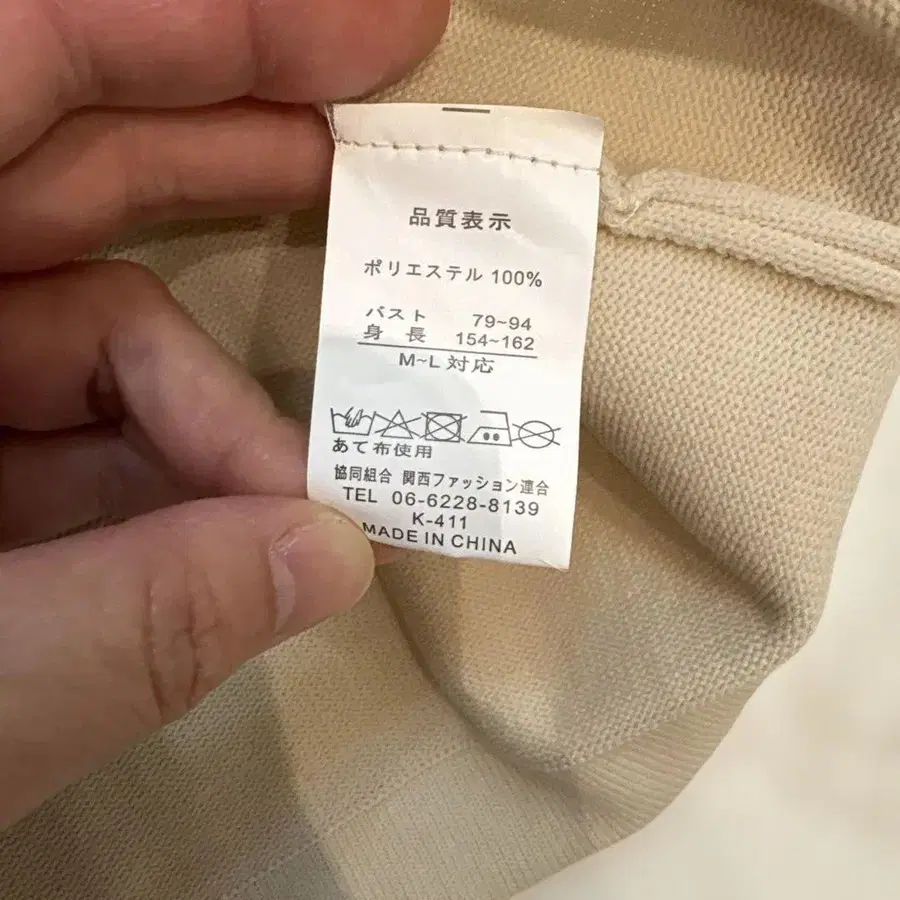 品質表示
ポリエステル 100%
バスト 79~94
身長 154~162
M~L 対応
あて布使用
協同組合 関西ファッション連合
TEL 06-6228-8139
K-411
MADE IN CHINA